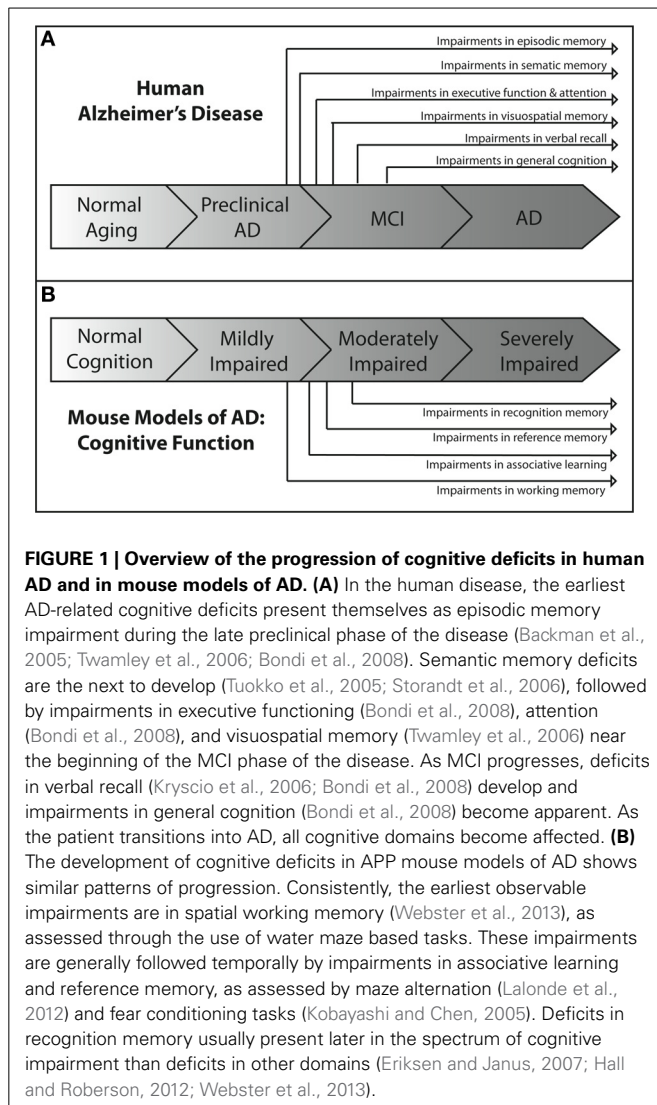 A
Human
Alzheimer's Disease
Impairments in episodic memory
Impairments in sematic memory
Impairments in executive function & attention
Impairments in visuospatial memory
Impairments in verbal recall
Impairments in general cognition
Normal
Aging
Preclinical
AD
MCI
AD
B
Normal
Cognition
Mildly
Impaired
Moderately
Impaired
Severely
Impaired
Mouse Models of AD:
Cognitive Function
Impairments in recognition memory
Impairments in reference memory
Impairments in associative learning
Impairments in working memory
FIGURE 1 | Overview of the progression of cognitive deficits in human
AD and in mouse models of AD. (A) In the human disease, the earliest
AD-related cognitive deficits present themselves as episodic memory
impairment during the late preclinical phase of the disease (Backman et al.,
2005; Twamley et al., 2006; Bondi et al., 2008). Semantic memory deficits
are the next to develop (Tuokko et al., 2005; Storandt et al., 2006), followed
by impairments in executive functioning (Bondi et al., 2008), attention
(Bondi et al., 2008), and visuospatial memory (Twamley et al., 2006) near
the beginning of the MCI phase of the disease. As MCI progresses, deficits
in verbal recall (Kryscio et al., 2006; Bondi et al., 2008) develop and
impairments in general cognition (Bondi et al., 2008) become apparent. As
the patient transitions into AD, all cognitive domains become affected. (B)
The development of cognitive deficits in APP mouse models of AD shows
similar patterns of progression. Consistently, the earliest observable
impairments are in spatial working memory (Webster et al., 2013), as
assessed through the use of water maze based tasks. These impairments
are generally followed temporally by impairments in associative learning
and reference memory, as assessed by maze alternation (Lalonde et al.,
2012) and fear conditioning tasks (Kobayashi and Chen, 2005). Deficits in
recognition memory usually present later in the spectrum of cognitive
impairment than deficits in other domains (Eriksen and Janus, 2007; Hall
and Roberson, 2012; Webster et al., 2013).